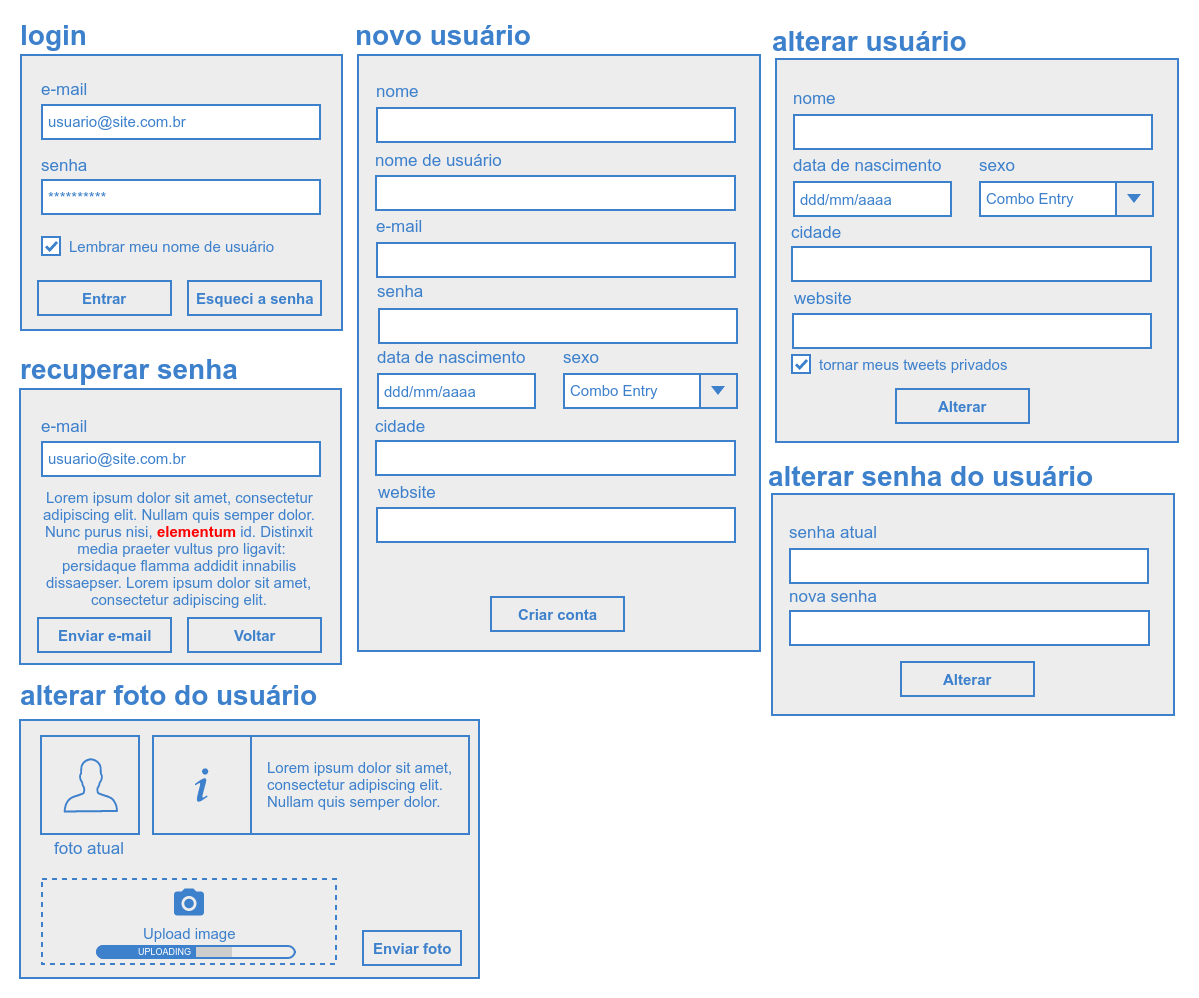 login
e-mail
usuario@site.com.br
senha
**********
Lembrar meu nome de usuário
Entrar
Esqueci a senha
recuperar senha
e-mail
usuario@site.com.br
Lorem ipsum dolor sit amet, consectetur
adipiscing elit. Nullam quis semper dolor.
Nunc purus nisi, elementum id. Distinxit
media praeter vultus pro ligavit:
persidaque flamma addidit innabilis
dissaepser. Lorem ipsum dolor sit amet,
consectetur adipiscing elit.
Enviar e-mail
Voltar
novo usuário
nome
nome de usuário
e-mail
senha
data de nascimento
sexo
ddd/mm/aaaa
Combo Entry
cidade
website
Criar conta
alterar usuário
nome
data de nascimento
sexo
ddd/mm/aaaa
Combo Entry
cidade
website
tornar meus tweets privados
Alterar
alterar senha do usuário
senha atual
nova senha
Alterar
alterar foto do usuário
i
Lorem ipsum dolor sit amet,
consectetur adipiscing elit.
Nullam quis semper dolor.
foto atual
Upload image
UPLOADING
Enviar foto